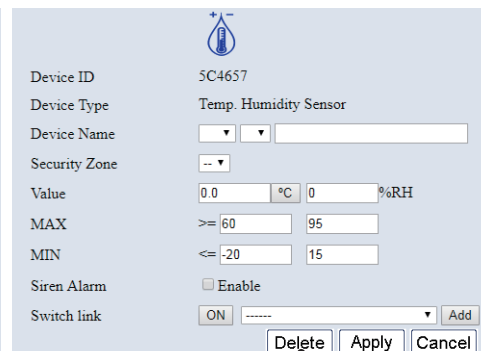 Device ID 5C4657
Device Type Temp. Humidity Sensor
Device Name
Security Zone --
Value 0.0 ºC 0 %RH
MAX >= 60 95
MIN <= -20 15
Siren Alarm Enable
Switch link ON ------ Add
Delete Apply Cancel